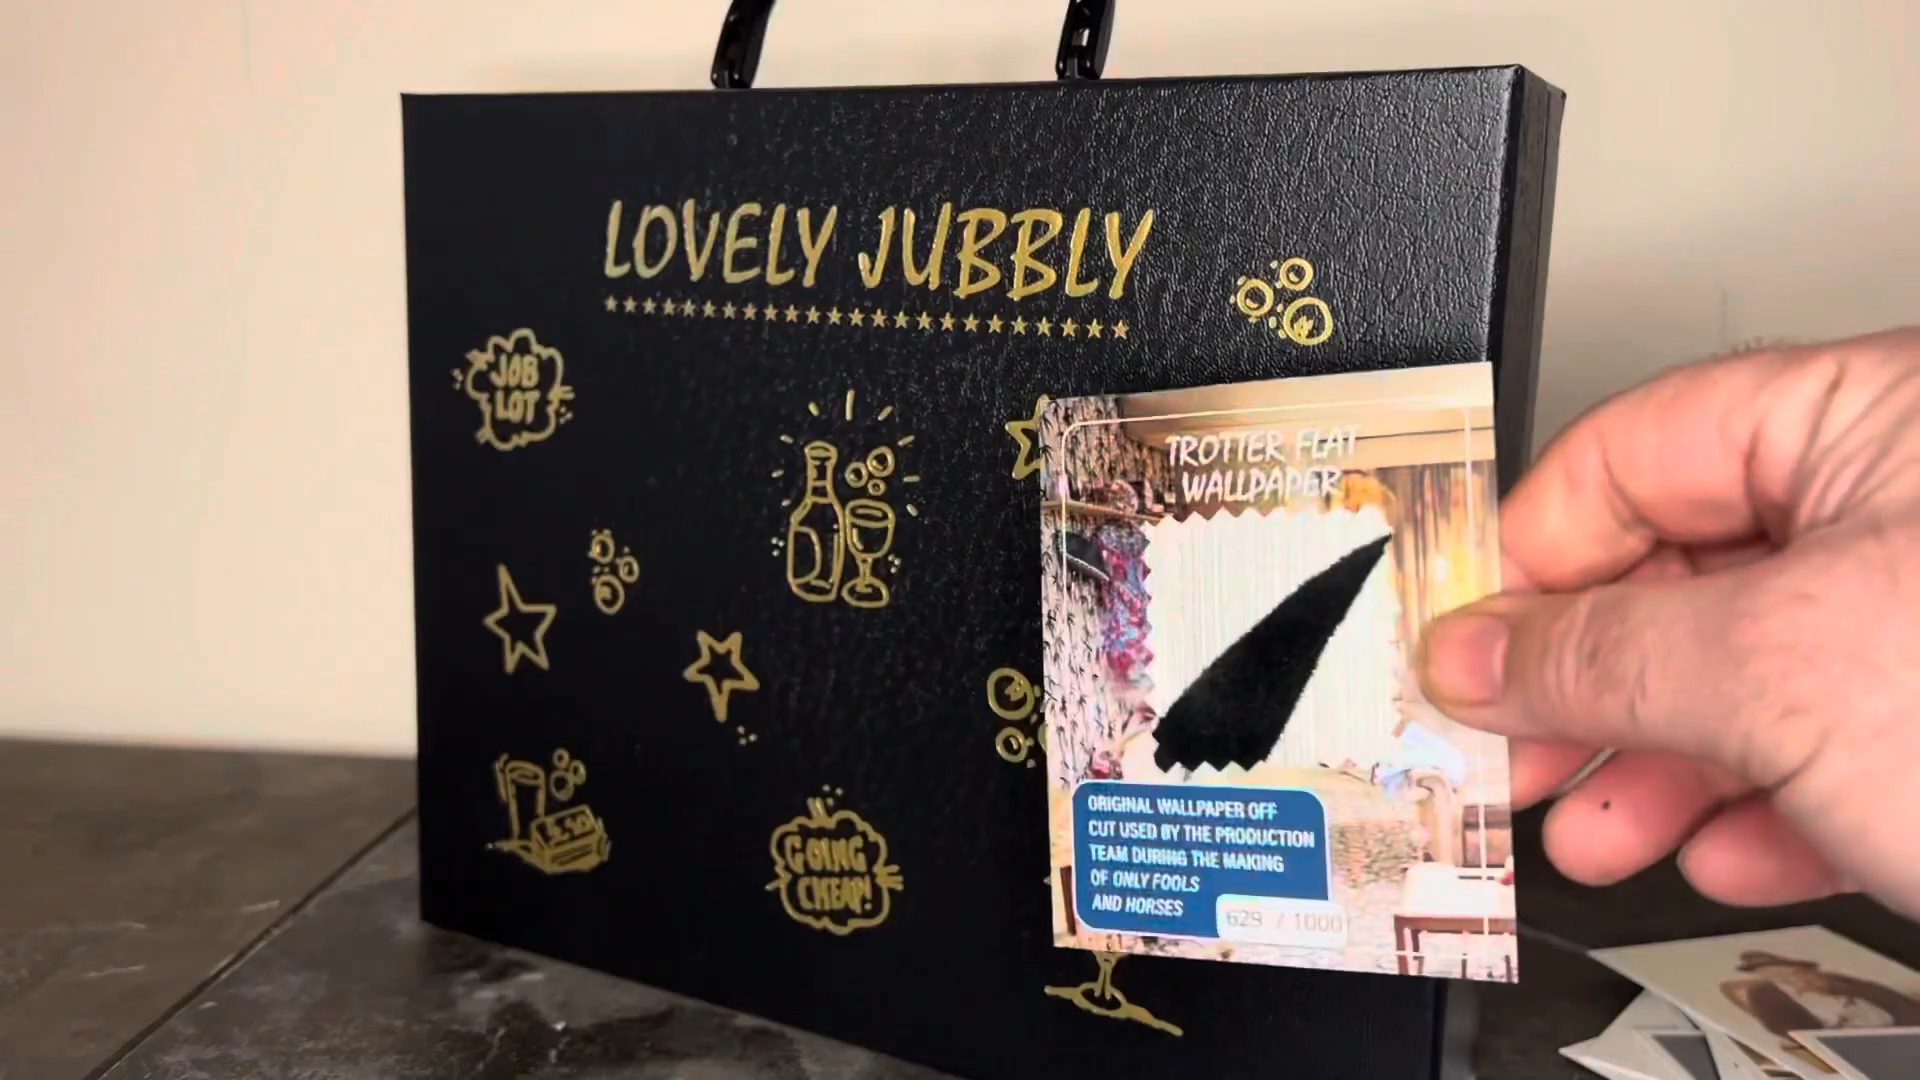 LOVELY JUBBLY
JOB
LOT
GOING
CHEAP!
TROTTER FLAT
WALLPAPER
ORIGINAL WALLPAPER OFF
CUT USED BY THE PRODUCTION
TEAM DURING THE MAKING
OF ONLY FOOLS
AND HORSES
629 / 1000